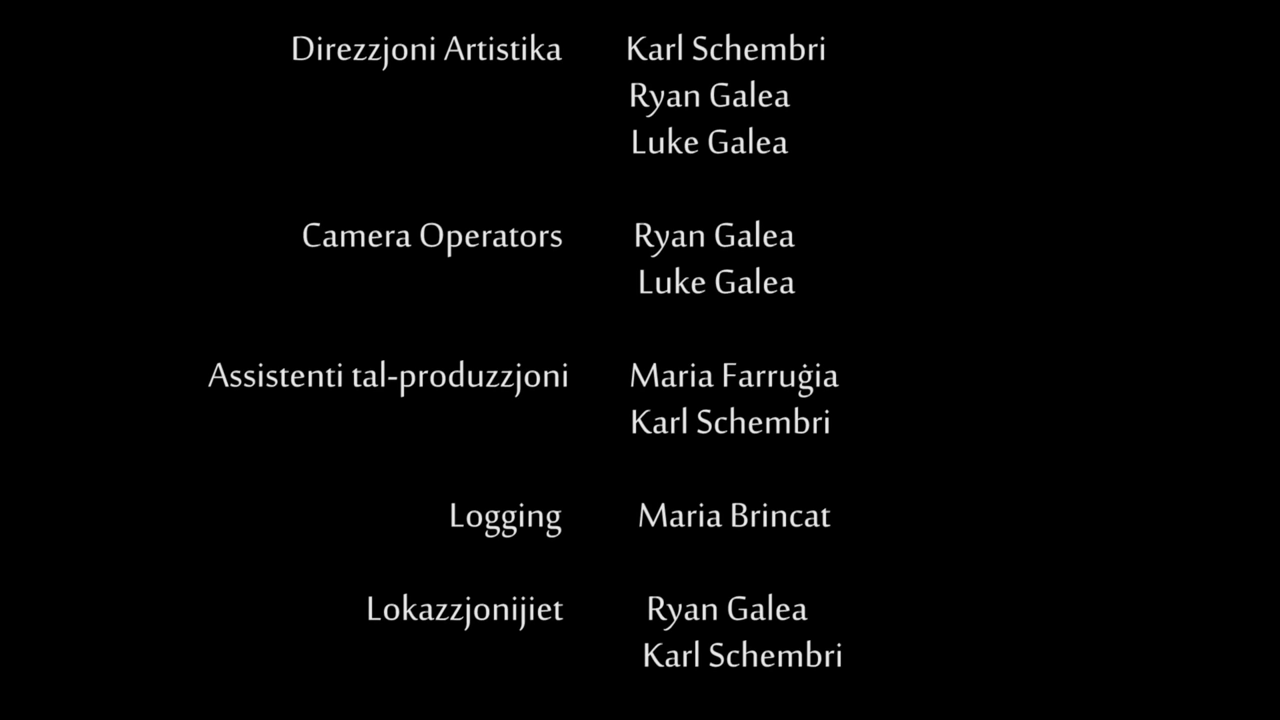 Direzzjoni Artistika Karl Schembri
Ryan Galea
Luke Galea
Camera Operators Ryan Galea
Luke Galea
Assistenti tal-produzzjoni Maria Farruġia
Karl Schembri
Logging Maria Brincat
Lokazzjonijiet Ryan Galea
Karl Schembri